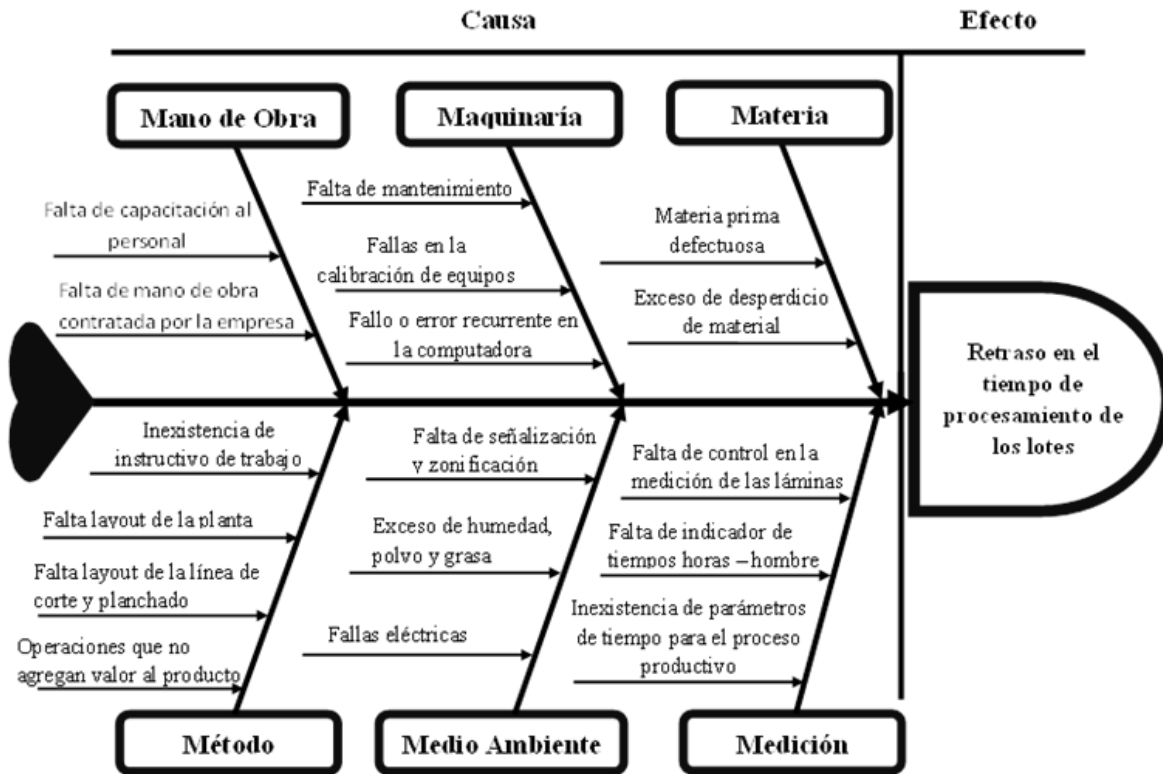 Causa
Efecto
Mano de Obra
Maquinaría
Materia
Falta de capacitación al
personal
Falta de mano de obra
contratada por la empresa
Falta de mantenimiento
Fallas en la
calibración de equipos
Fallo o error recurrente en
la computadora
Materia prima
defectuosa
Exceso de desperdicio
de material
Retraso en el
tiempo de
procesamiento de
los lotes
Inexistencia de
instructivo de trabajo
Falta layout de la planta
Falta layout de la línea de
corte y planchado
Operaciones que no
agregan valor al producto
Falta de señalización
y zonificación
Exceso de humedad,
polvo y grasa
Fallas eléctricas
Falta de control en la
medición de las láminas
Falta de indicador de
tiempos horas –hombre
Inexistencia de parámetros
de tiempo para el proceso
productivo
Método
Medio Ambiente
Medición